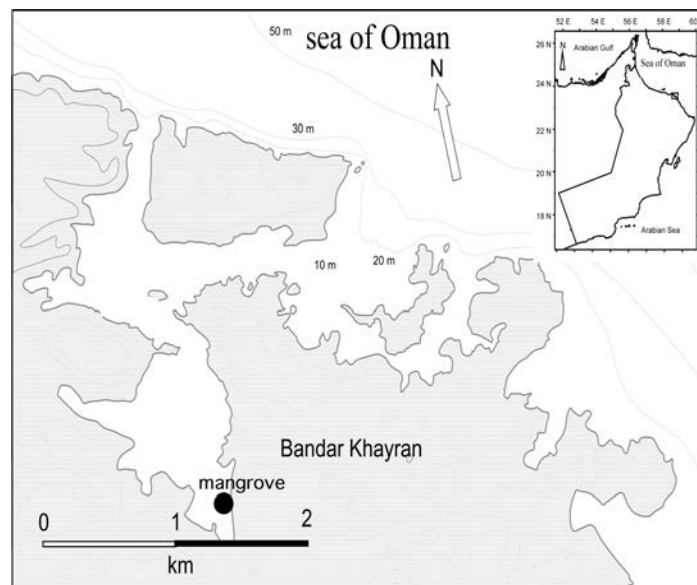 50 m
sea of Oman
N
30 m
10 m
20 m
Bandar Khayran
mangrove
0 1 2
km
52 E 54 E 56 E 58 E 60
26 N
24 N
22 N
20 N
18 N
N
Arabian Gulf
Sea of Oman
Arabian Sea